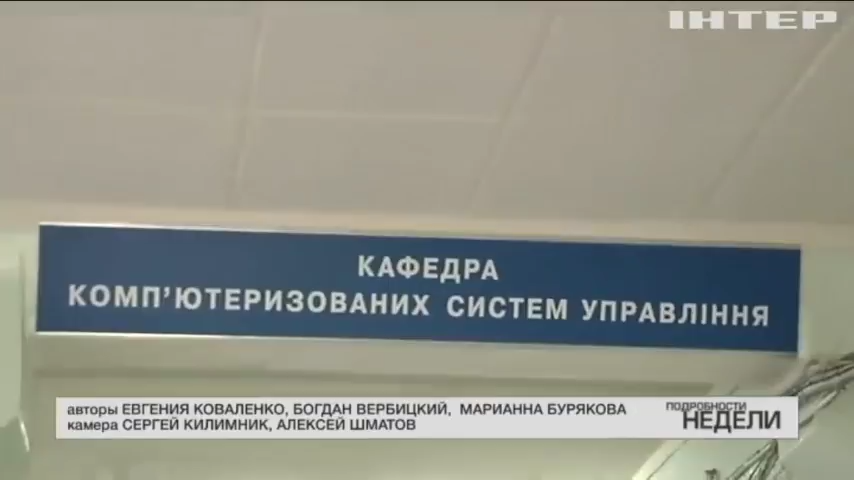 ІНТЕР
КАФЕДРА
КОМП'ЮТЕРИЗОВАНИХ СИСТЕМ УПРАВЛІННЯ
авторы ЕВГЕНИЯ КОВАЛЕНКО, БОГДАН ВЕРБИЦКИЙ, МАРИАННА БУРЯКОВА
камера СЕРГЕЙ КИЛИМНИК, АЛЕКСЕЙ ШМАТОВ
ПОДРОБНОСТИ
НЕДЕЛИ